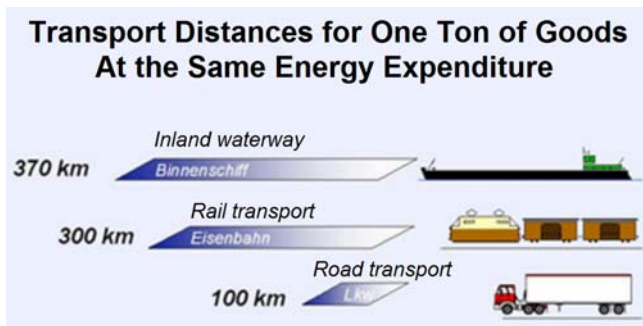 Transport Distances for One Ton of Goods
At the Same Energy Expenditure
Inland waterway
370 km
Binnenschiff
Rail transport
300 km
Eisenbahn
Road transport
100 km
Lkw